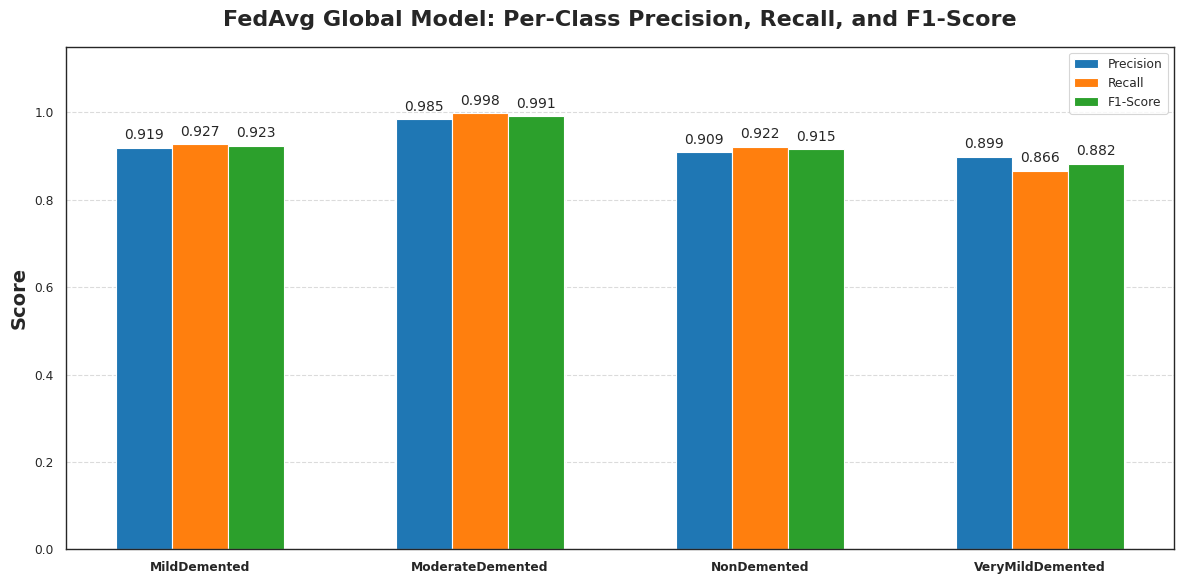 FedAvg Global Model: Per-Class Precision, Recall, and F1-Score
Precision
Recall
F1-Score
Score
1.0
0.8
0.6
0.4
0.2
0.0
0.919
0.927
0.923
0.985
0.998
0.991
0.909
0.922
0.915
0.899
0.866
0.882
MildDemented
ModerateDemented
NonDemented
VeryMildDemented